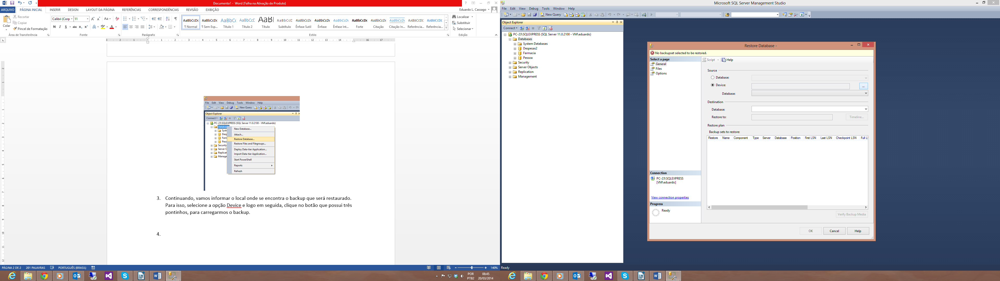 Documento1 - Word (Falha na Ativação do Produto)
ARQUIVO PÁGINA INICIAL INSERIR DESIGN LAYOUT DA PÁGINA REFERÊNCIAS CORRESPONDÊNCIAS REVISÃO EXIBIÇÃO
Eduardo L. Cassago
Colar
Recortar
Copiar
Pincel de Formatação
Área de Transferência
Calibri (Corp 11
N I S abc x₂ x²
Fonte
Parágrafo
AaBbCcDc AaBbCcDc AaBbCc AaBbCcD AaBl AaBbCcD AaBbCcDc AaBbCcDc AaBbCcDc AaBbCcDc AaBbCcDc AaBbCcDc AABBCCDC AABBCCDC
¶ Normal ¶ Sem Esp... Título 1 Título 2 Título Subtítulo Ênfase Sutil Ênfase Ênfase Int... Forte Citação Citação In... Referência... Referência...
Estilo
Localizar
Substituir
Selecionar
Edição
File Edit View Debug Tools Window Help
New Query
Object Explorer
Connect
PC-23\SQLEXPRESS (SQL Server 11.0.2100 - VM\eduardo)
Databas
Syst
Desp
Farm
Pess
Security
Server O
Replicat
Manage
New Database...
Attach...
Restore Database...
Restore Files and Filegroups...
Deploy Data-tier Application...
Import Data-tier Application...
Start PowerShell
Reports
Refresh
3. Continuando, vamos informar o local onde se encontra o backup que será restaurado.
Para isso, selecione a opção Device e logo em seguida, clique no botão que possui três
pontinhos, para carregarmos o backup.
4.
PÁGINA 2 DE 2 201 PALAVRAS PORTUGUÊS (BRASIL) 140%
POR
PTB2
08:45
20/03/2014
Microsoft SQL Server Management Studio
File Edit View Debug Tools Window Help
New Query
Object Explorer
Connect
PC-23\SQLEXPRESS (SQL Server 11.0.2100 - VM\eduardo)
Databases
System Databases
Despesas2
Farmacia
Pessoa
Security
Server Objects
Replication
Management
Restore Database -
No backupset selected to be restored.
Select a page
General
Files
Options
Script Help
Source
Database:
Device:
...
Database:
Destination
Database:
Restore to:
Timeline...
Restore plan
Backup sets to restore:
Restore Name Component Type Server Database Position First LSN Last LSN Checkpoint LSN Full LS
Connection
PC-23\SQLEXPRESS
[VM\eduardo]
View connection properties
Progress
Ready
Verify Backup Media
OK Cancel Help
Ready